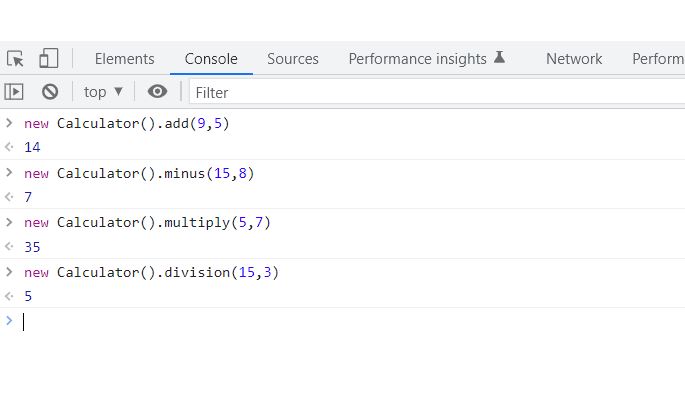 Elements Console Sources Performance insights Network Perform
top ▼ Filter
> new Calculator().add(9,5)
<· 14
> new Calculator().minus(15,8)
<· 7
> new Calculator().multiply(5,7)
<· 35
> new Calculator().division(15,3)
<· 5
>